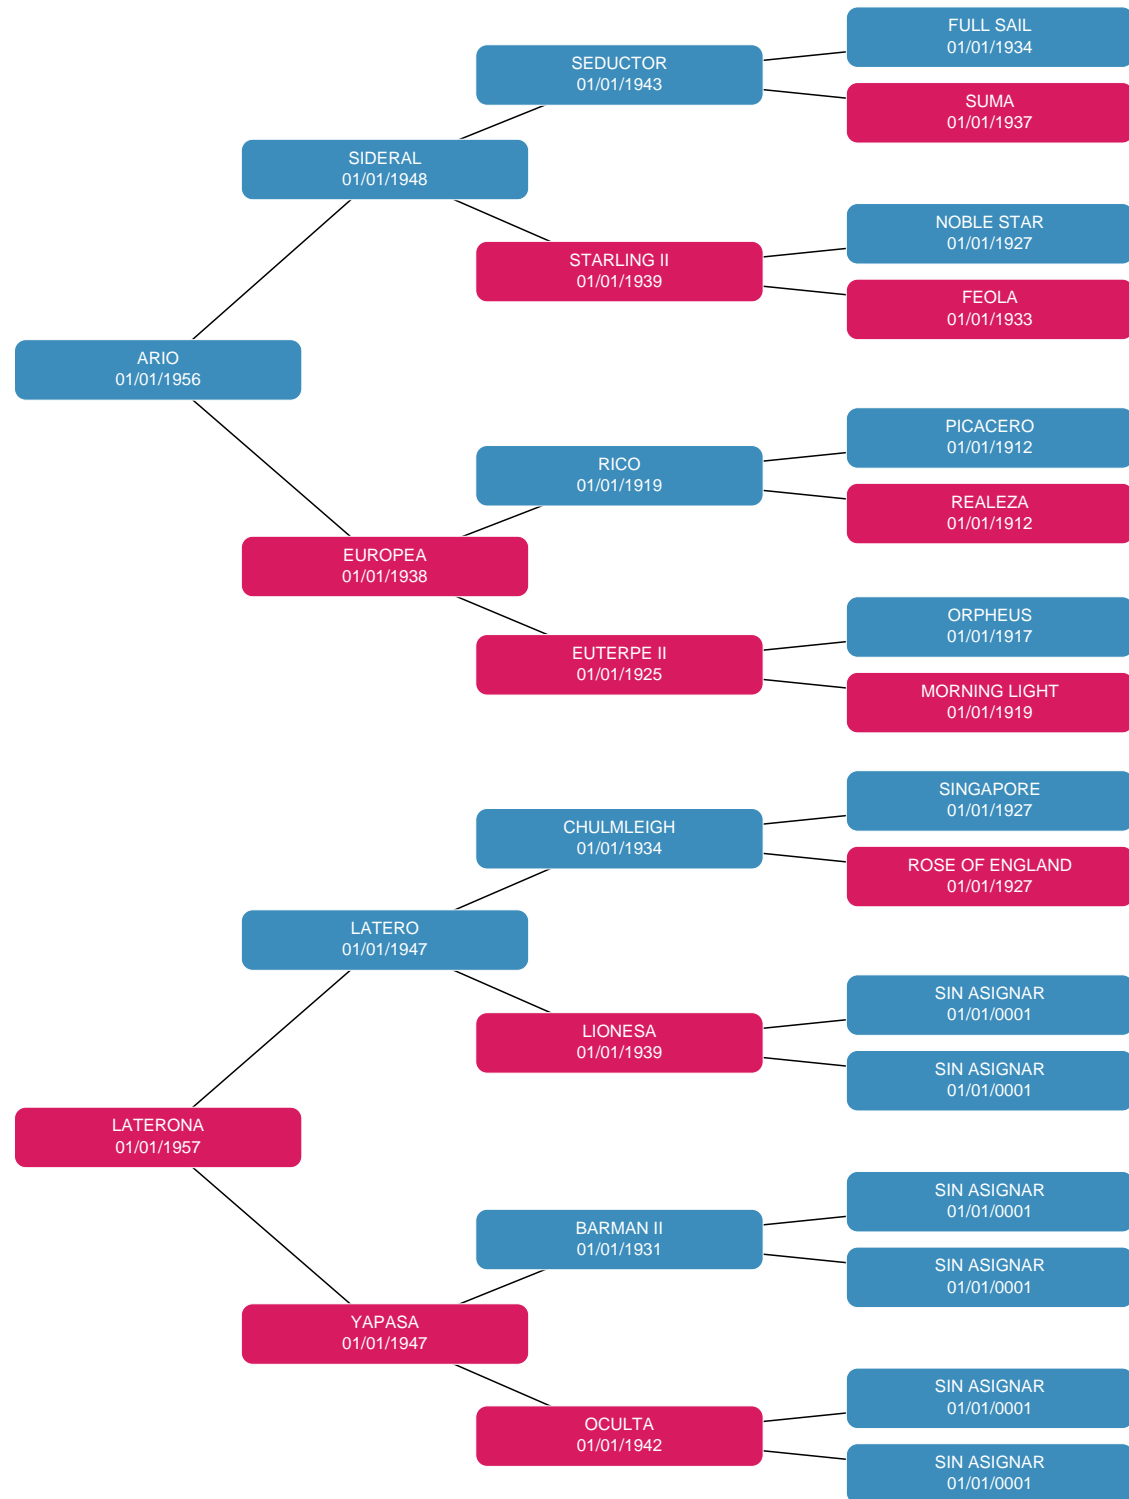 FULL SAIL
01/01/1934
SEDUCTOR
01/01/1943
SUMA
01/01/1937
SIDERAL
01/01/1948
NOBLE STAR
01/01/1927
STARLING II
01/01/1939
FEOLA
01/01/1933
ARIO
01/01/1956
PICACERO
01/01/1912
RICO
01/01/1919
REALEZA
01/01/1912
EUROPEA
01/01/1938
ORPHEUS
01/01/1917
EUTERPE II
01/01/1925
MORNING LIGHT
01/01/1919
SINGAPORE
01/01/1927
CHULMLEIGH
01/01/1934
ROSE OF ENGLAND
01/01/1927
LATERO
01/01/1947
SIN ASIGNAR
01/01/0001
LIONESA
01/01/1939
SIN ASIGNAR
01/01/0001
LATERONA
01/01/1957
SIN ASIGNAR
01/01/0001
BARMAN II
01/01/1931
SIN ASIGNAR
01/01/0001
YAPASA
01/01/1947
SIN ASIGNAR
01/01/0001
OCULTA
01/01/1942
SIN ASIGNAR
01/01/0001